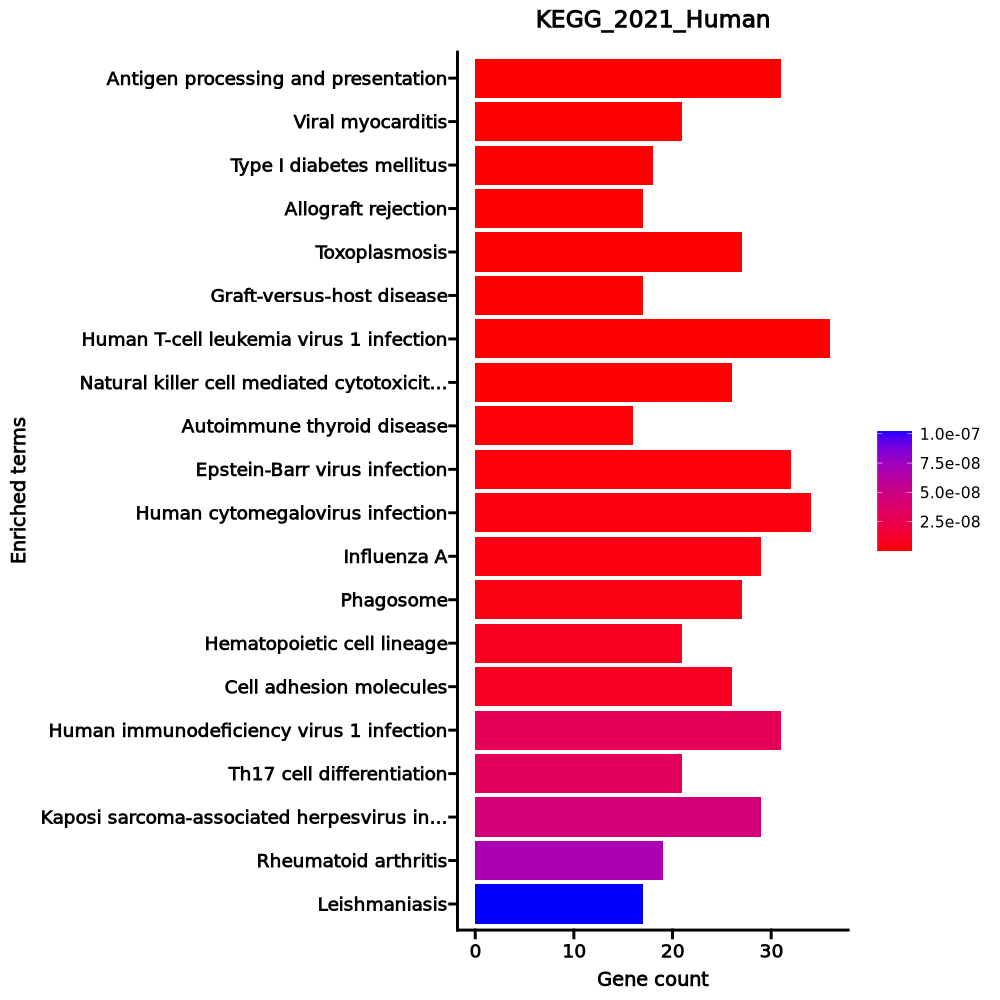 KEGG_2021_Human
Antigen processing and presentation
Viral myocarditis
Type I diabetes mellitus
Allograft rejection
Toxoplasmosis
Graft-versus-host disease
Human T-cell leukemia virus 1 infection
Natural killer cell mediated cytotoxicit...
Autoimmune thyroid disease
Epstein-Barr virus infection
Human cytomegalovirus infection
Influenza A
Phagosome
Hematopoietic cell lineage
Cell adhesion molecules
Human immunodeficiency virus 1 infection
Th17 cell differentiation
Kaposi sarcoma-associated herpesvirus in...
Rheumatoid arthritis
Leishmaniasis
Enriched terms
0 10 20 30
Gene count
1.0e-07
7.5e-08
5.0e-08
2.5e-08